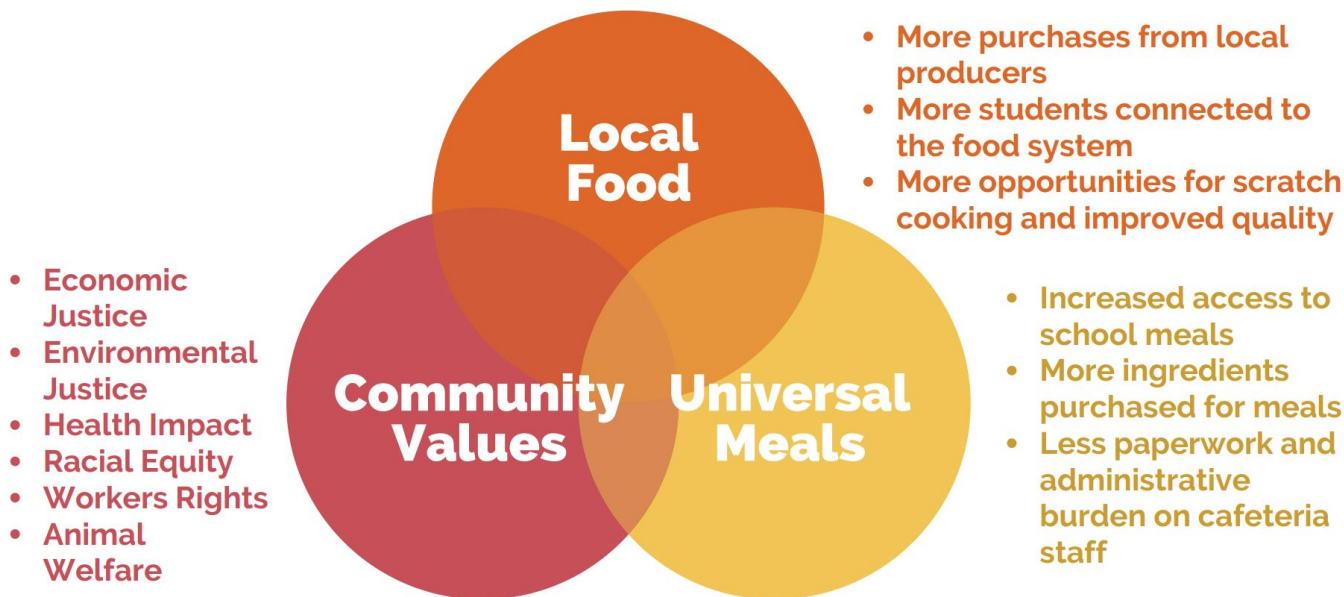 Local
Food
• More purchases from local
producers
• More students connected to
the food system
• More opportunities for scratch
cooking and improved quality
Community
Values
• Economic
Justice
• Environmental
Justice
• Health Impact
• Racial Equity
• Workers Rights
• Animal
Welfare
Universal
Meals
• Increased access to
school meals
• More ingredients
purchased for meals
• Less paperwork and
administrative
burden on cafeteria
staff